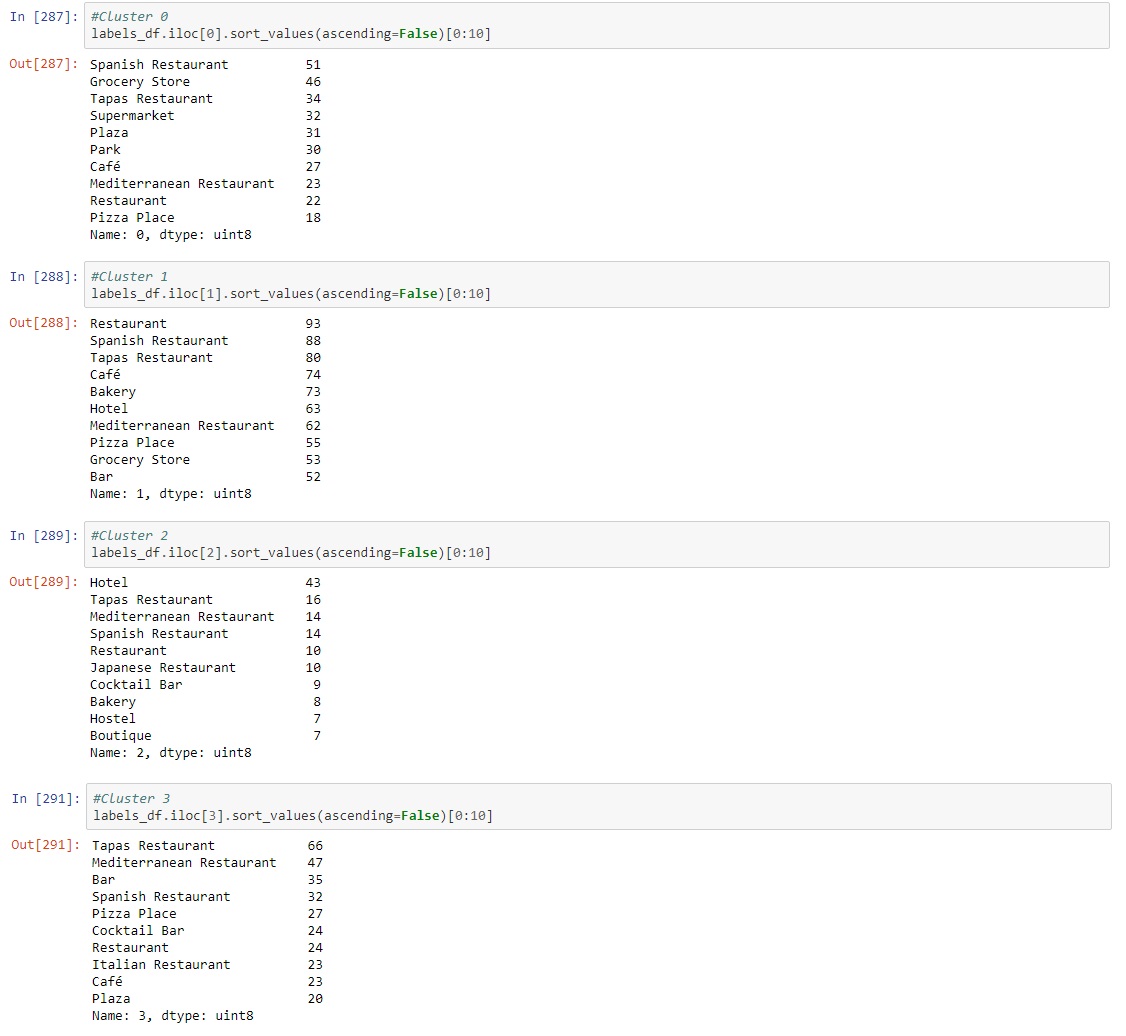 In [287]: #Cluster 0
labels_df.iloc[0].sort_values(ascending=False)[0:10]
Out[287]: Spanish Restaurant 51
Grocery Store 46
Tapas Restaurant 34
Supermarket 32
Plaza 31
Park 30
Café 27
Mediterranean Restaurant 23
Restaurant 22
Pizza Place 18
Name: 0, dtype: uint8
In [288]: #Cluster 1
labels_df.iloc[1].sort_values(ascending=False)[0:10]
Out[288]: Restaurant 93
Spanish Restaurant 88
Tapas Restaurant 80
Café 74
Bakery 73
Hotel 63
Mediterranean Restaurant 62
Pizza Place 55
Grocery Store 53
Bar 52
Name: 1, dtype: uint8
In [289]: #Cluster 2
labels_df.iloc[2].sort_values(ascending=False)[0:10]
Out[289]: Hotel 43
Tapas Restaurant 16
Mediterranean Restaurant 14
Spanish Restaurant 14
Restaurant 10
Japanese Restaurant 10
Cocktail Bar 9
Bakery 8
Hostel 7
Boutique 7
Name: 2, dtype: uint8
In [291]: #Cluster 3
labels_df.iloc[3].sort_values(ascending=False)[0:10]
Out[291]: Tapas Restaurant 66
Mediterranean Restaurant 47
Bar 35
Spanish Restaurant 32
Pizza Place 27
Cocktail Bar 24
Restaurant 24
Italian Restaurant 23
Café 23
Plaza 20
Name: 3, dtype: uint8